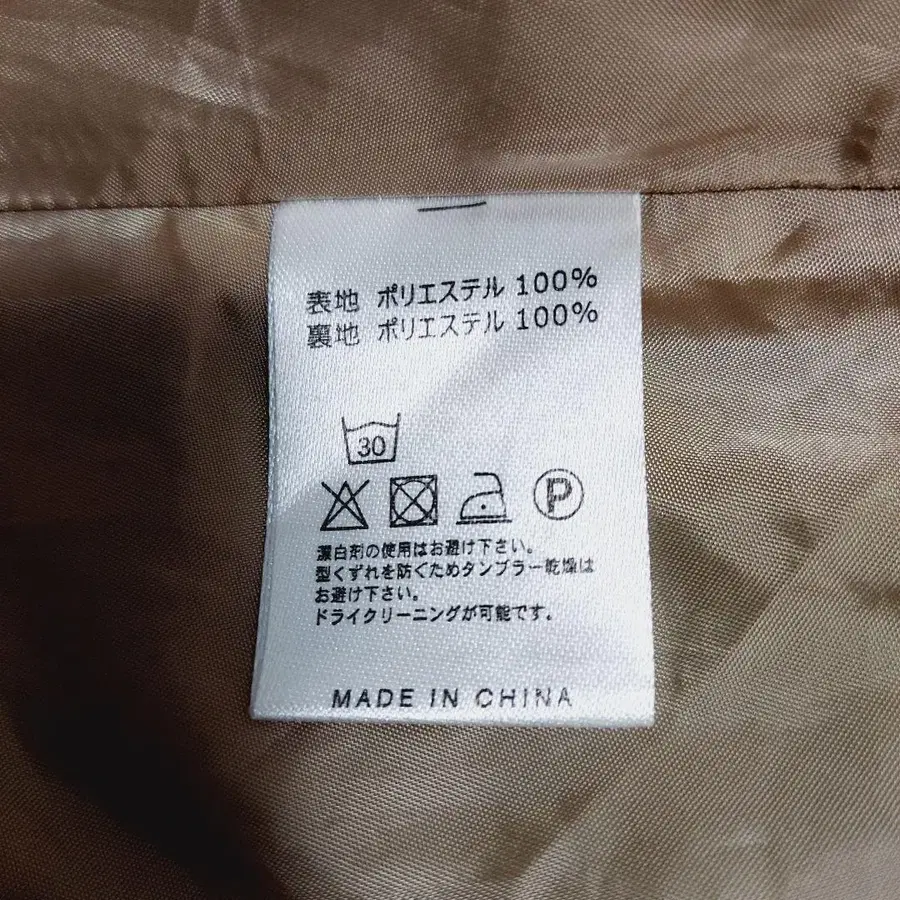 表地 ポリエステル 100%
裏地 ポリエステル 100%
30
P
漂白剤の使用はお避け下さい。
型くずれを防ぐためタンブラー乾燥は
お避け下さい。
ドライクリーニングが可能です.
MADE IN CHINA